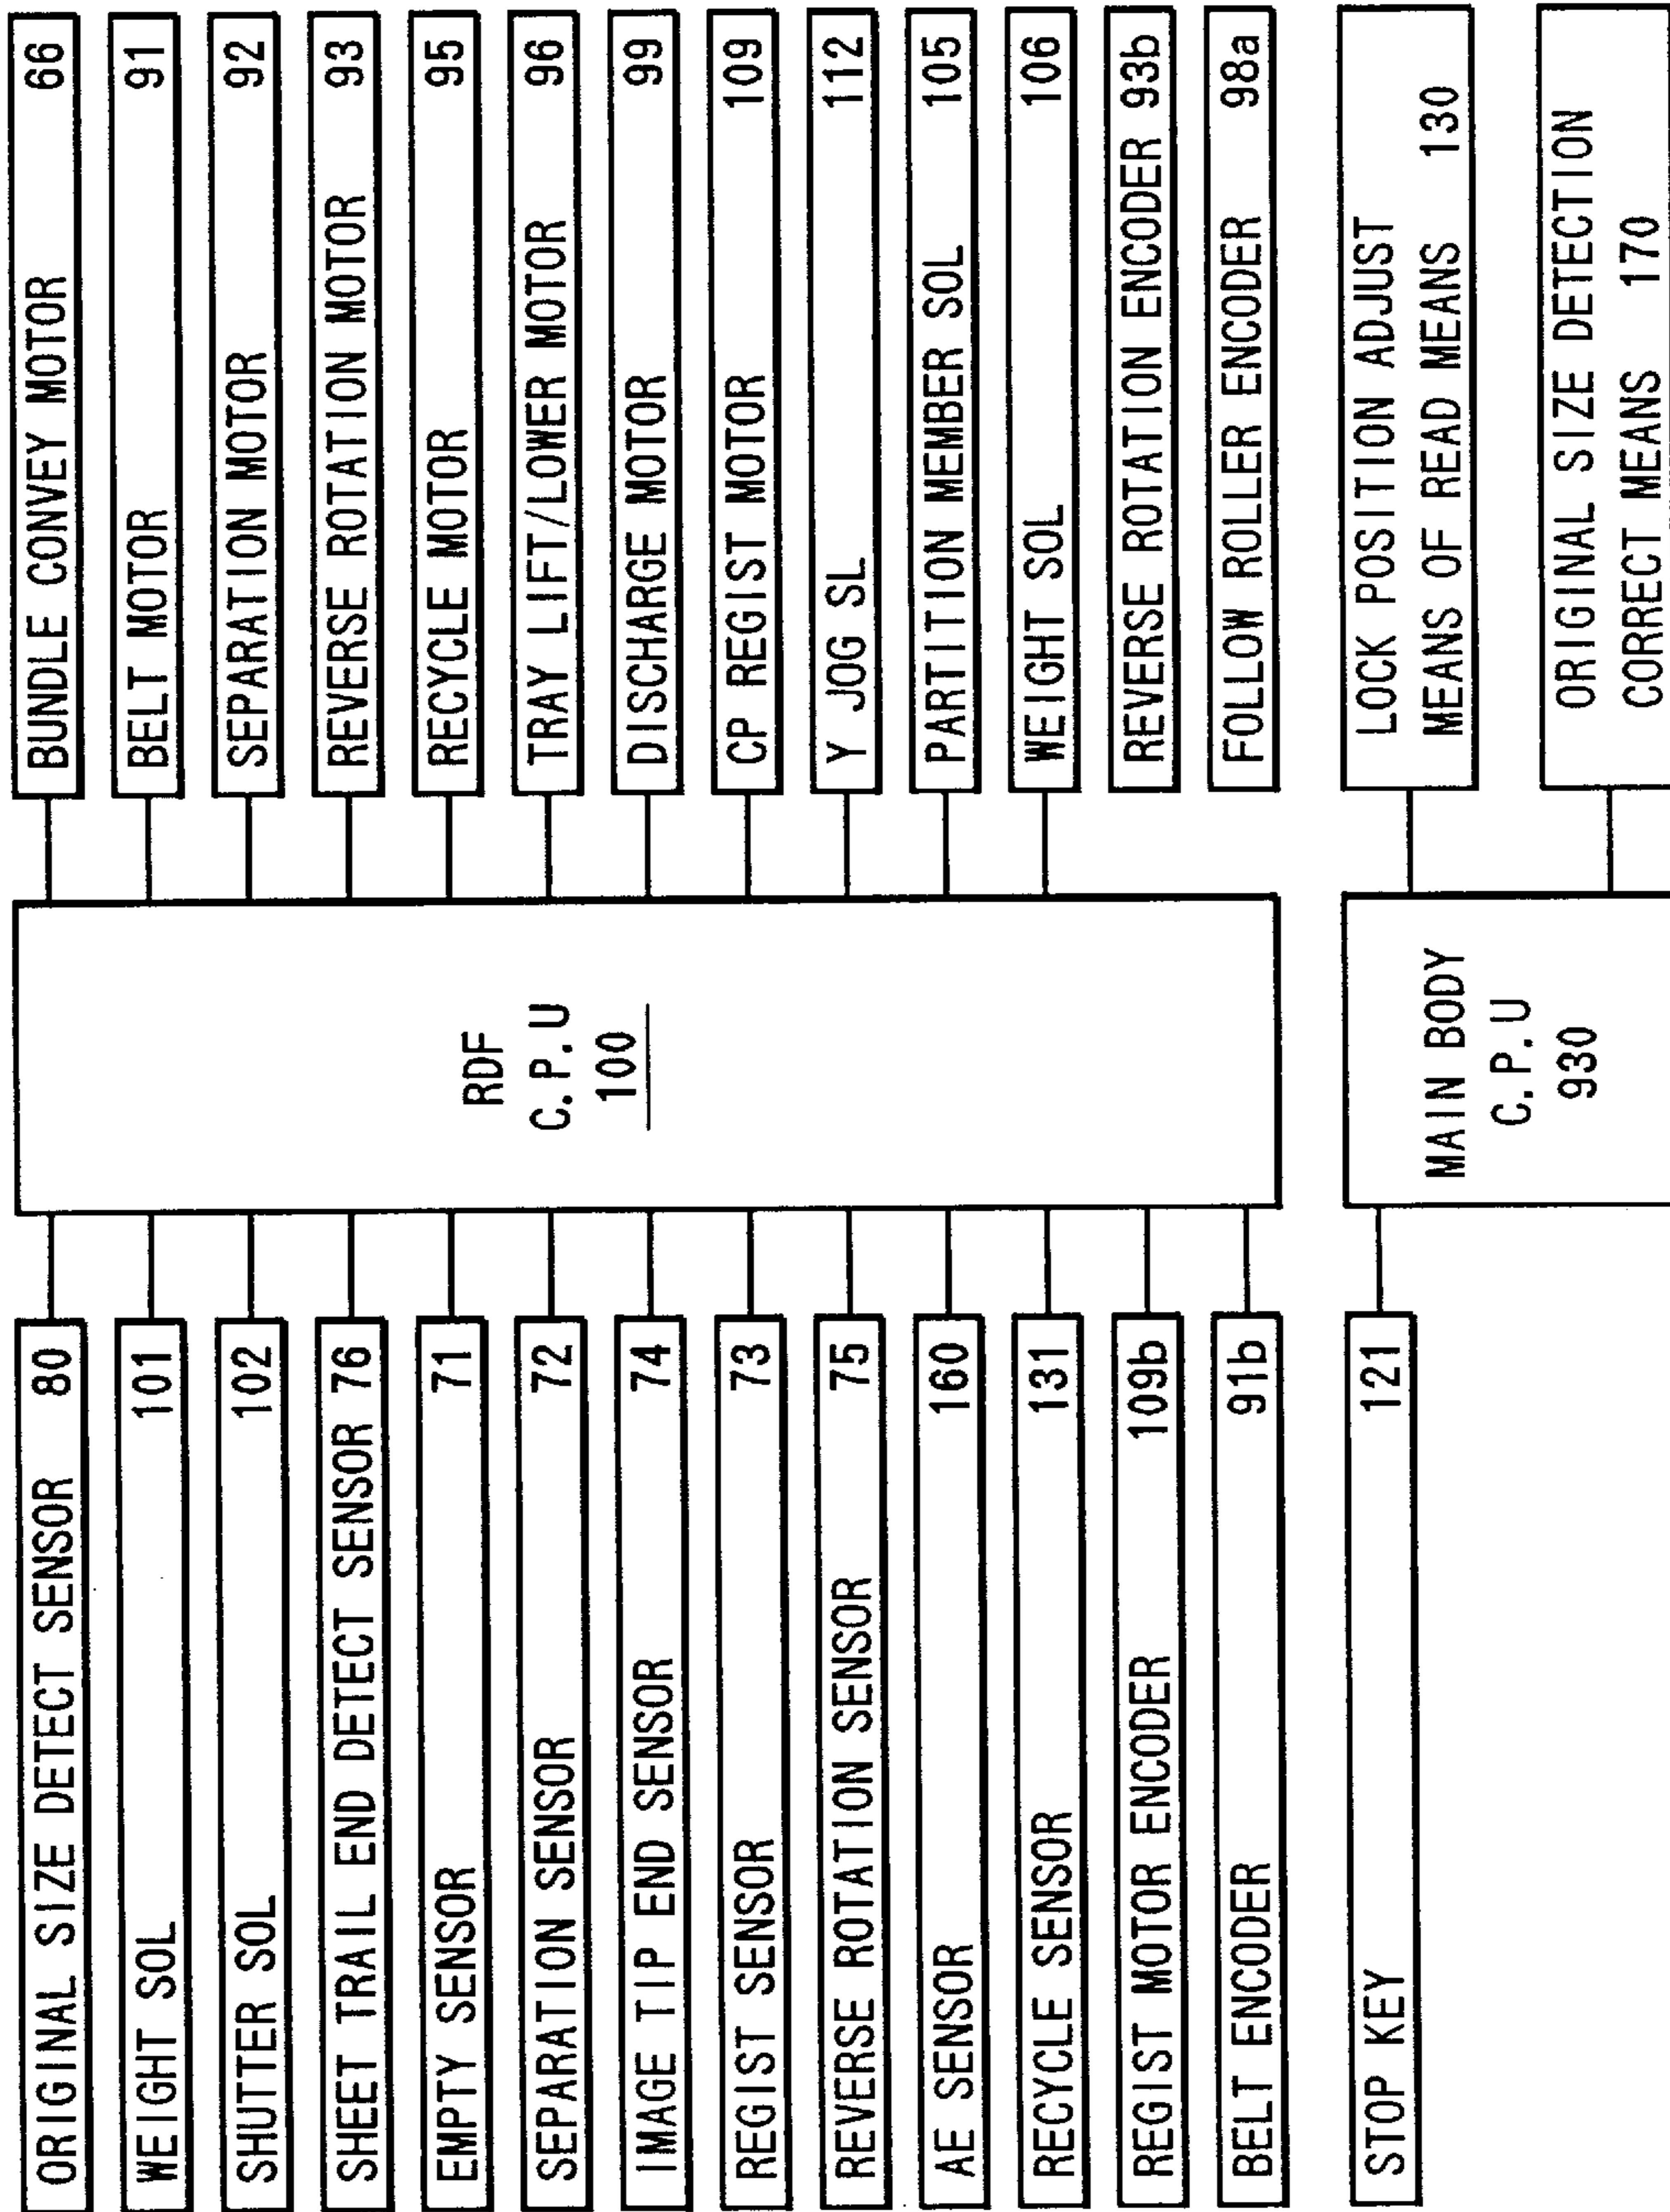 ORIGINAL SIZE DETECT SENSOR 80
WEIGHT SOL 101
SHUTTER SOL 102
SHEET TRAIL END DETECT SENSOR 76
EMPTY SENSOR 71
SEPARATION SENSOR 72
IMAGE TIP END SENSOR 74
REGIST SENSOR 73
REVERSE ROTATION SENSOR 75
AE SENSOR 160
RECYCLE SENSOR 131
REGIST MOTOR ENCODER 109b
BELT ENCODER 91b
STOP KEY 121
RDF
C.P.U
100
MAIN BODY
C.P.U
930
BUNDLE CONVEY MOTOR 66
BELT MOTOR 91
SEPARATION MOTOR 92
REVERSE ROTATION MOTOR 93
RECYCLE MOTOR 95
TRAY LIFT/LOWER MOTOR 96
DISCHARGE MOTOR 99
CP REGIST MOTOR 109
Y JOG SL 112
PARTITION MEMBER SOL 105
WEIGHT SOL 106
REVERSE ROTATION ENCODER 93b
FOLLOW ROLLER ENCODER 98a
LOCK POSITION ADJUST
MEANS OF READ MEANS 130
ORIGINAL SIZE DETECTION
CORRECT MEANS 170